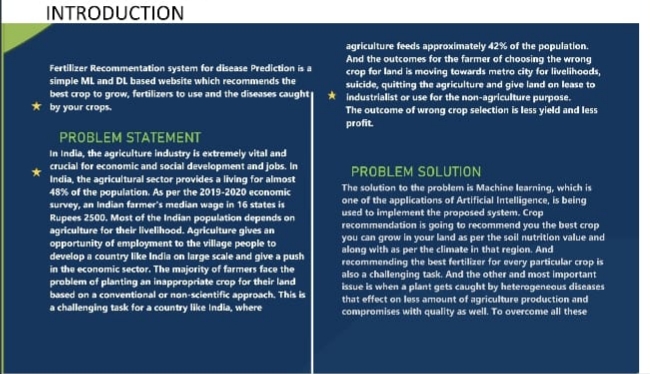 INTRODUCTION
Fertilizer Recommentation system for disease Prediction is a
simple ML and DL based website which recommends the
best crop to grow, fertilizers to use and the diseases caught
by your crops.
PROBLEM STATEMENT
In India, the agriculture industry is extremely vital and
crucial for economic and social development and jobs. In
India, the agricultural sector provides a living for almost
48% of the population. As per the 2019-2020 economic
survey, an Indian farmer's median wage in 16 states is
Rupees 2500. Most of the Indian population depends on
agriculture for their livelihood. Agriculture gives an
opportunity of employment to the village people to
develop a country like India on large scale and give a push
in the economic sector. The majority of farmers face the
problem of planting an inappropriate crop for their land
based on a conventional or non-scientific approach. This is
a challenging task for a country like India, where
agriculture feeds approximately 42% of the population.
And the outcomes for the farmer of choosing the wrong
crop for land is moving towards metro city for livelihoods,
suicide, quitting the agriculture and give land on lease to
industrialist or use for the non-agriculture purpose.
The outcome of wrong crop selection is less yield and less
profit.
PROBLEM SOLUTION
The solution to the problem is Machine learning, which is
one of the applications of Artificial Intelligence, is being
used to implement the proposed system. Crop
recommendation is going to recommend you the best crop
you can grow in your land as per the soil nutrition value and
along with as per the climate in that region. And
recommending the best fertilizer for every particular crop is
also a challenging task. And the other and most important
issue is when a plant gets caught by heterogeneous diseases
that effect on less amount of agriculture production and
compromises with quality as well. To overcome all these